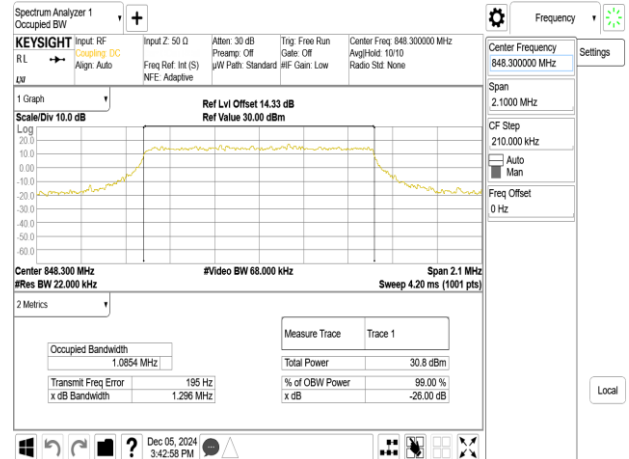 Spectrum Analyzer 1
Occupied BW
Frequency
KEYSIGHT
Input: RF
Input Z: 50 Ω
Atten: 30 dB
Trig: Free Run
Center Freq: 848.300000 MHz
RL
Coupling: DC
Preamp: Off
Gate: Off
Avg|Hold: 10/10
Align: Auto
Freq Ref: Int (S)
µW Path: Standard
#IF Gain: Low
Radio Std: None
NFE: Adaptive
LXI
Center Frequency
848.300000 MHz
Settings
Span
2.1000 MHz
CF Step
210.000 kHz
Auto
Man
Freq Offset
0 Hz
Local
1 Graph
Ref Lvl Offset 14.33 dB
Scale/Div 10.0 dB
Ref Value 30.00 dBm
Log
20.0
10.0
0.00
-10.0
-20.0
-30.0
-40.0
-50.0
-60.0
Center 848.300 MHz
#Video BW 68.000 kHz
Span 2.1 MHz
#Res BW 22.000 kHz
Sweep 4.20 ms (1001 pts)
2 Metrics
Measure Trace
Trace 1
Occupied Bandwidth
1.0854 MHz
Total Power
30.8 dBm
Transmit Freq Error
195 Hz
% of OBW Power
99.00 %
x dB Bandwidth
1.296 MHz
x dB
-26.00 dB
?
Dec 05, 2024
3:42:58 PM